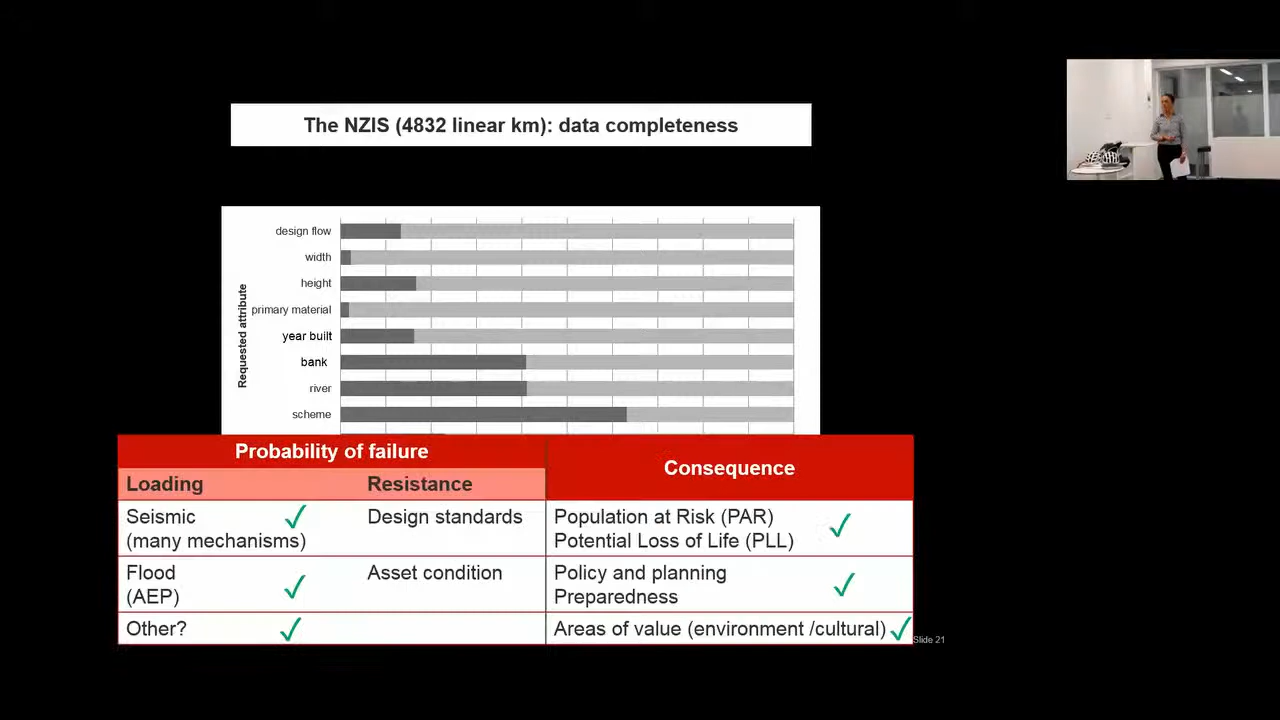 The NZIS (4832 linear km): data completeness
Requested attribute
design flow
width
height
primary material
year built
bank
river
scheme
Probability of failure
Consequence
Loading
Resistance
Seismic
(many mechanisms)
Design standards
Population at Risk (PAR)
Potential Loss of Life (PLL)
Flood
(AEP)
Asset condition
Policy and planning
Preparedness
Other?
Areas of value (environment /cultural)
Slide 21